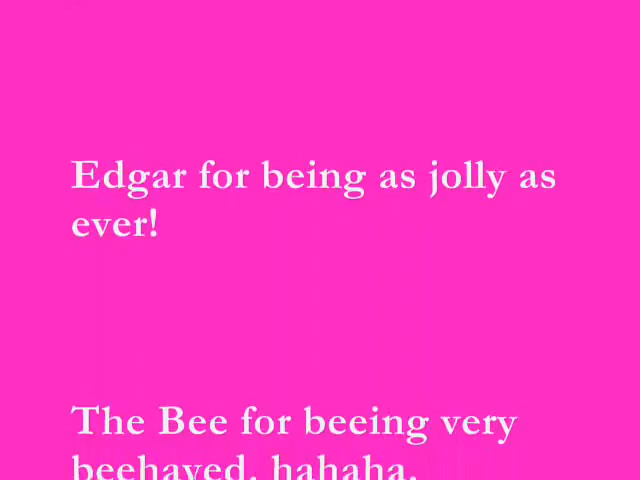 Edgar for being as jolly as
ever!
The Bee for beeing very
beehaved, hahaha.